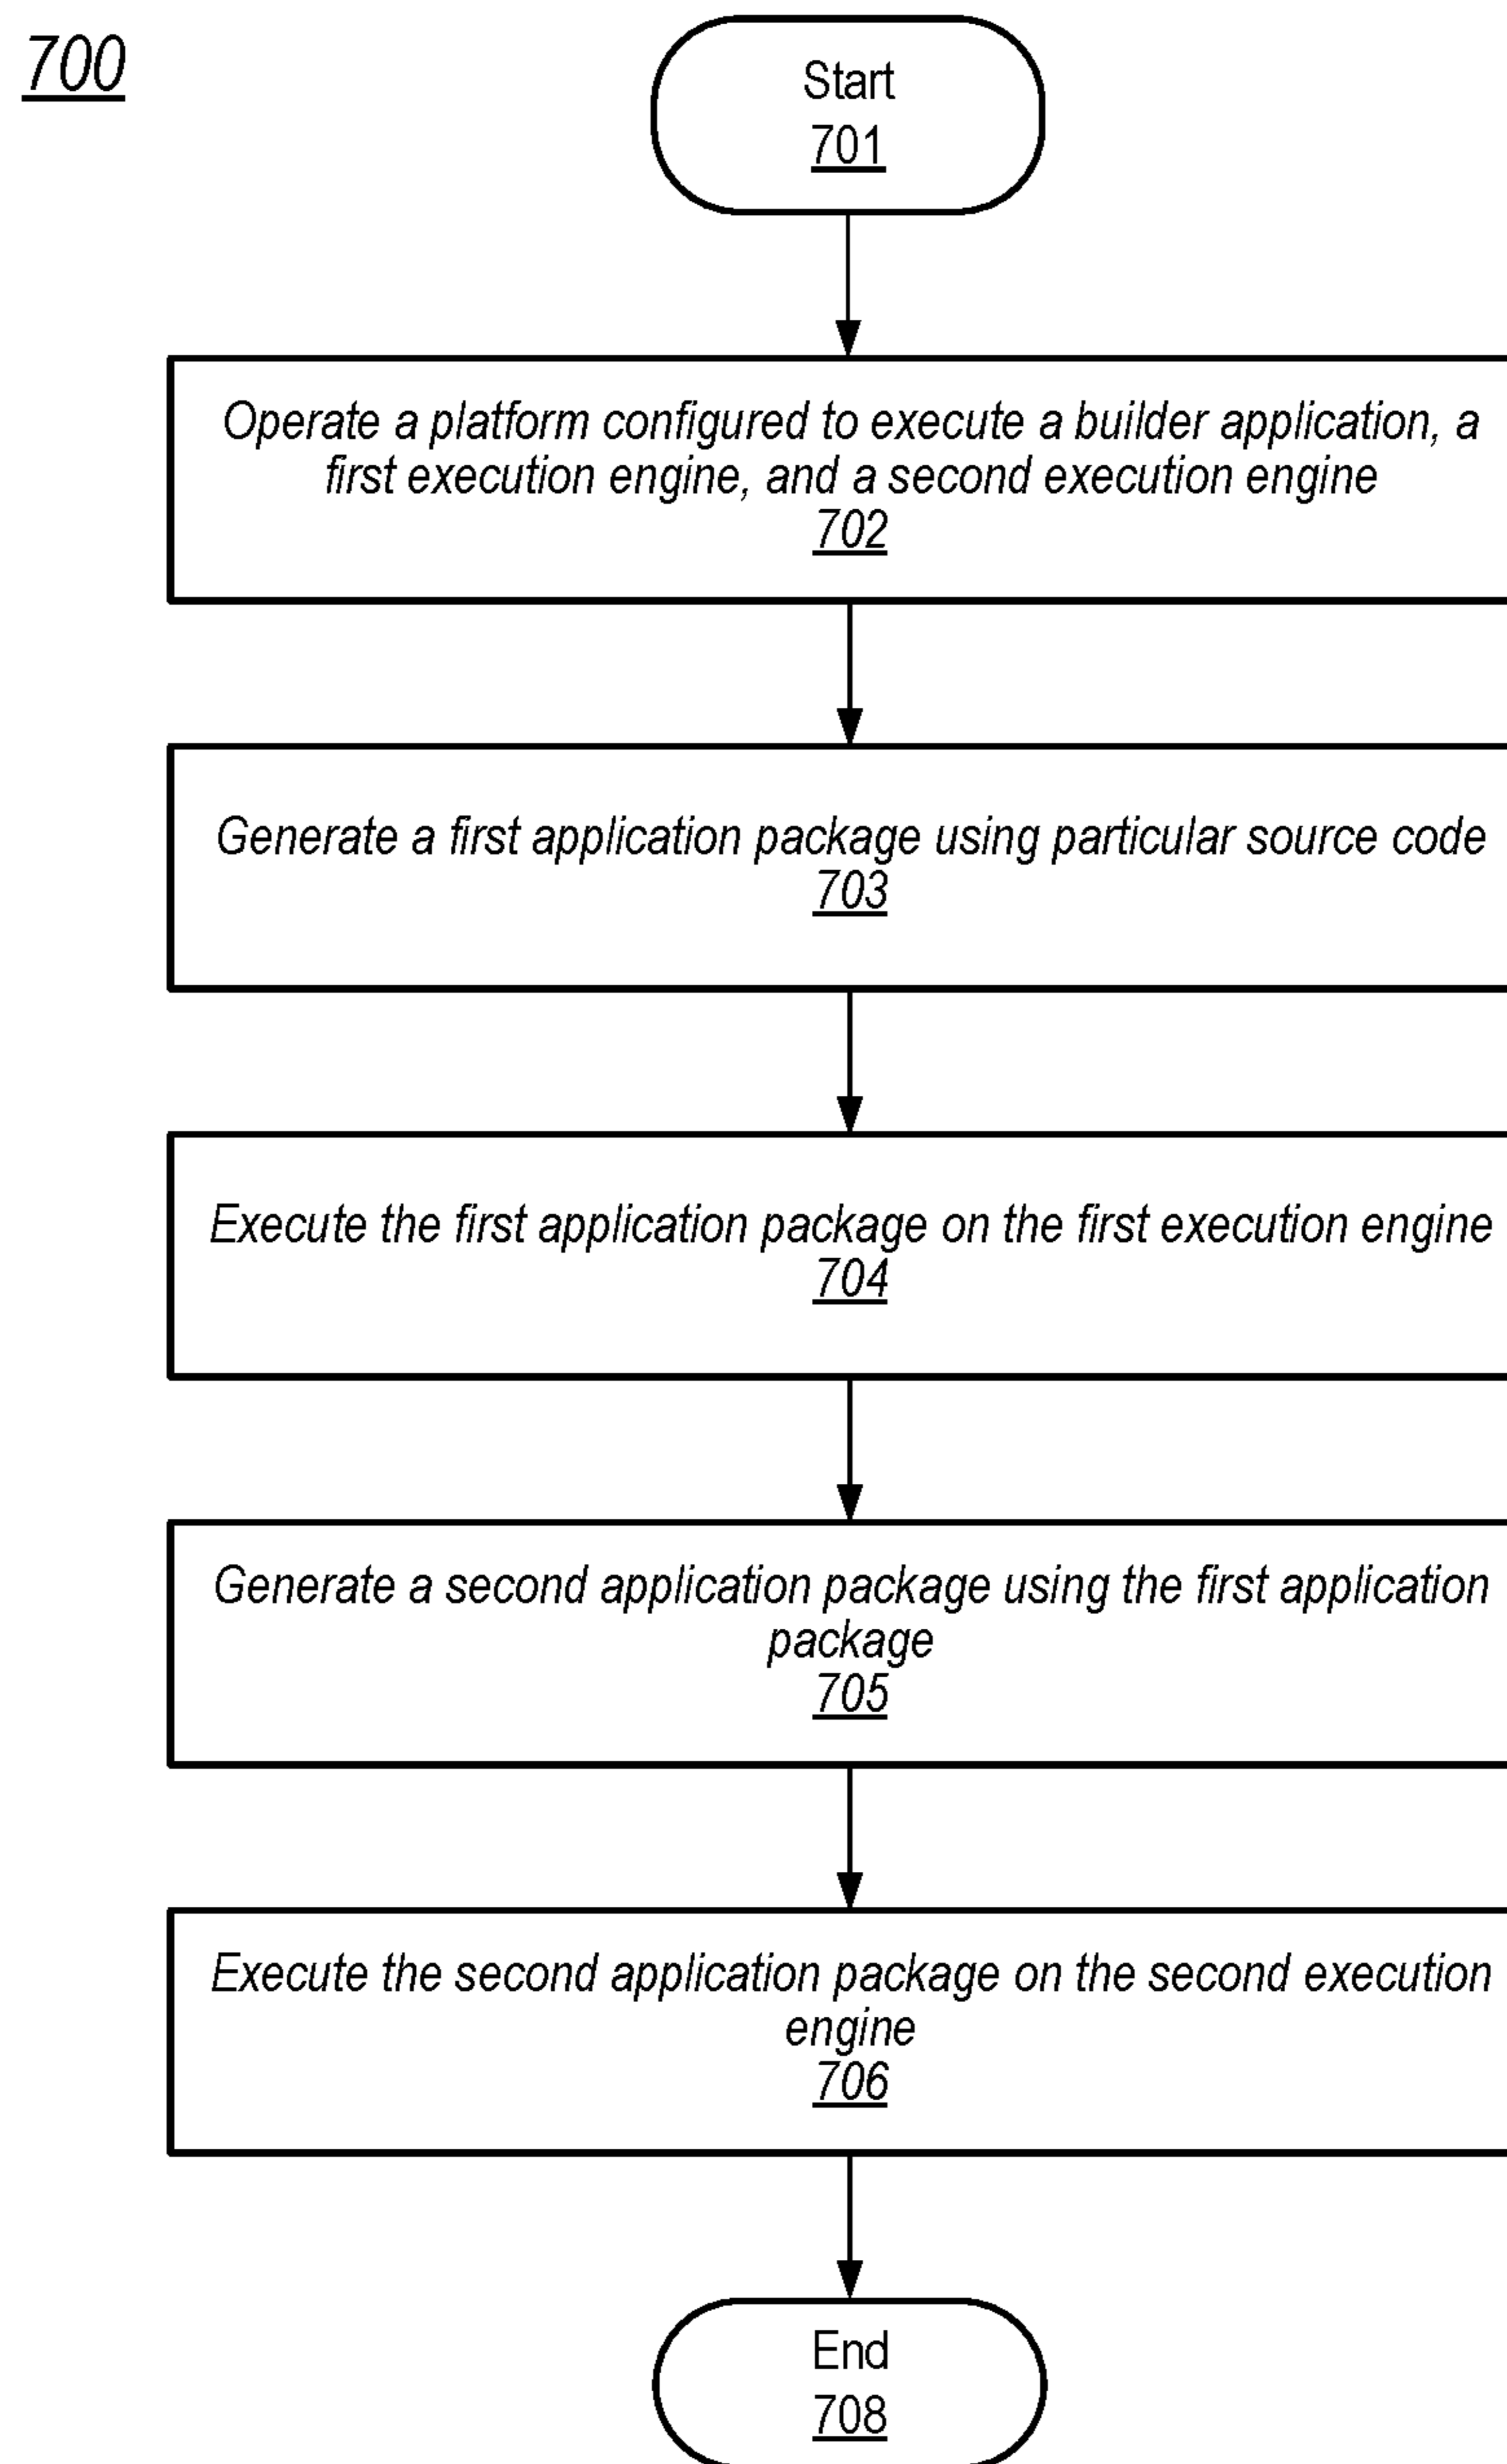 700
Start
701
Operate a platform configured to execute a builder application, a
first execution engine, and a second execution engine
702
Generate a first application package using particular source code
703
Execute the first application package on the first execution engine
704
Generate a second application package using the first application
package
705
Execute the second application package on the second execution
engine
706
End
708